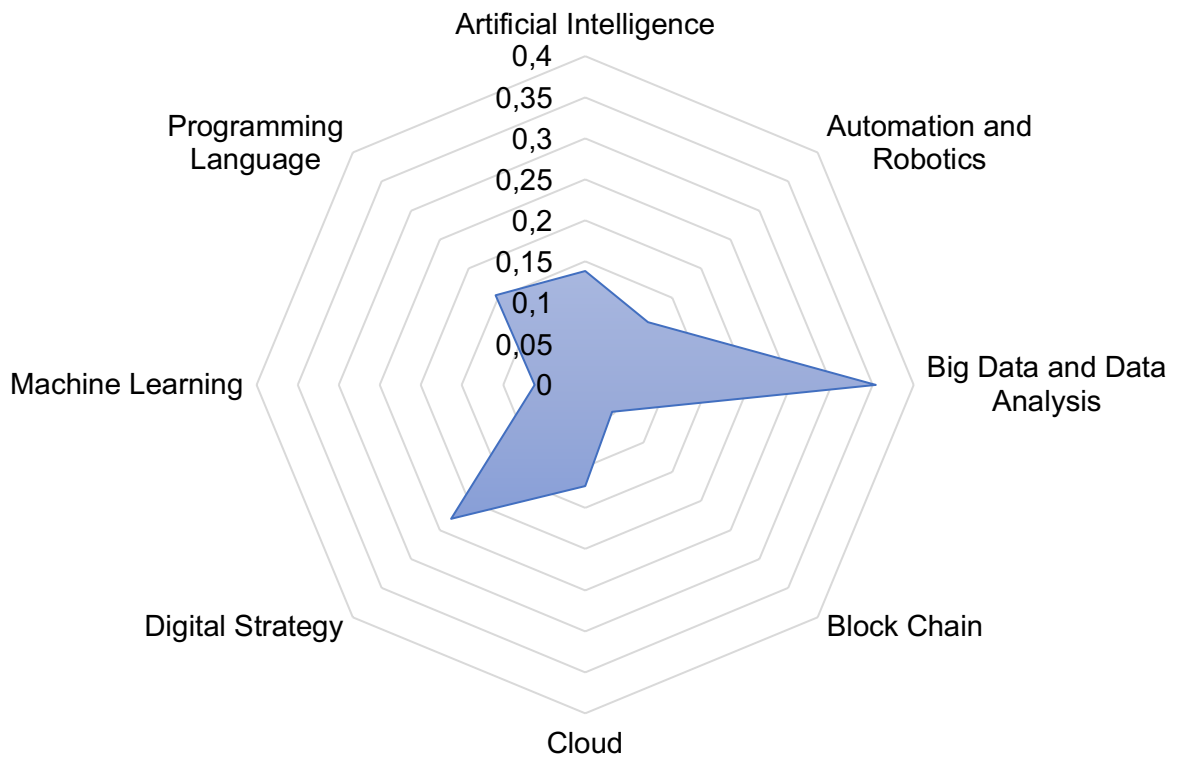 Artificial Intelligence
0,4
0,35
0,3
0,25
0,2
0,15
0,1
0,05
0
Automation and
Robotics
Big Data and Data
Analysis
Block Chain
Cloud
Digital Strategy
Machine Learning
Programming
Language